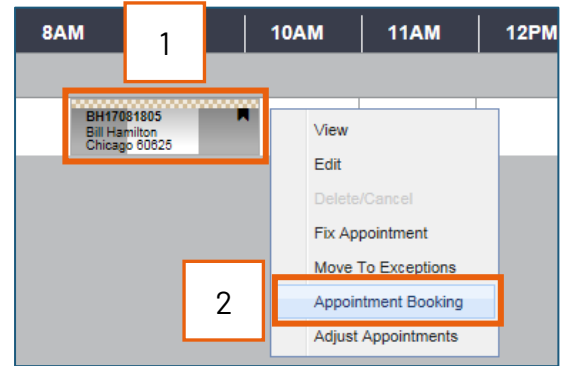 8AM 10AM 11AM 12PM
1
BH17081805
Bill Hamilton
Chicago 60625
View
Edit
Delete/Cancel
Fix Appointment
Move To Exceptions
2
Appointment Booking
Adjust Appointments